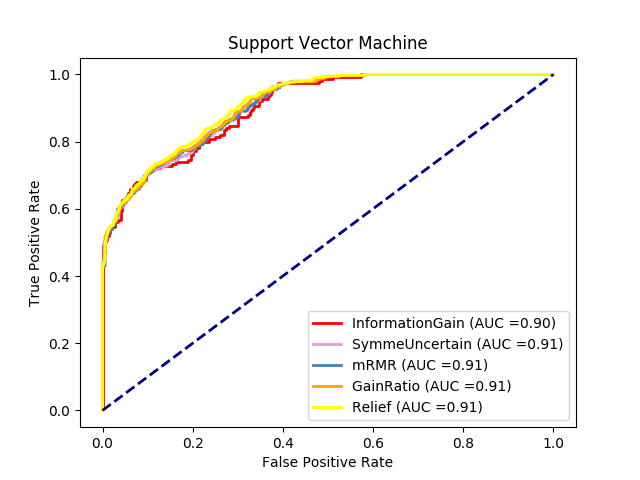 Support Vector Machine
True Positive Rate
1.0
0.8
0.6
0.4
0.2
0.0
0.0 0.2 0.4 0.6 0.8 1.0
False Positive Rate
InformationGain (AUC =0.90)
SymmeUncertain (AUC =0.91)
mRMR (AUC =0.91)
GainRatio (AUC =0.91)
Relief (AUC =0.91)